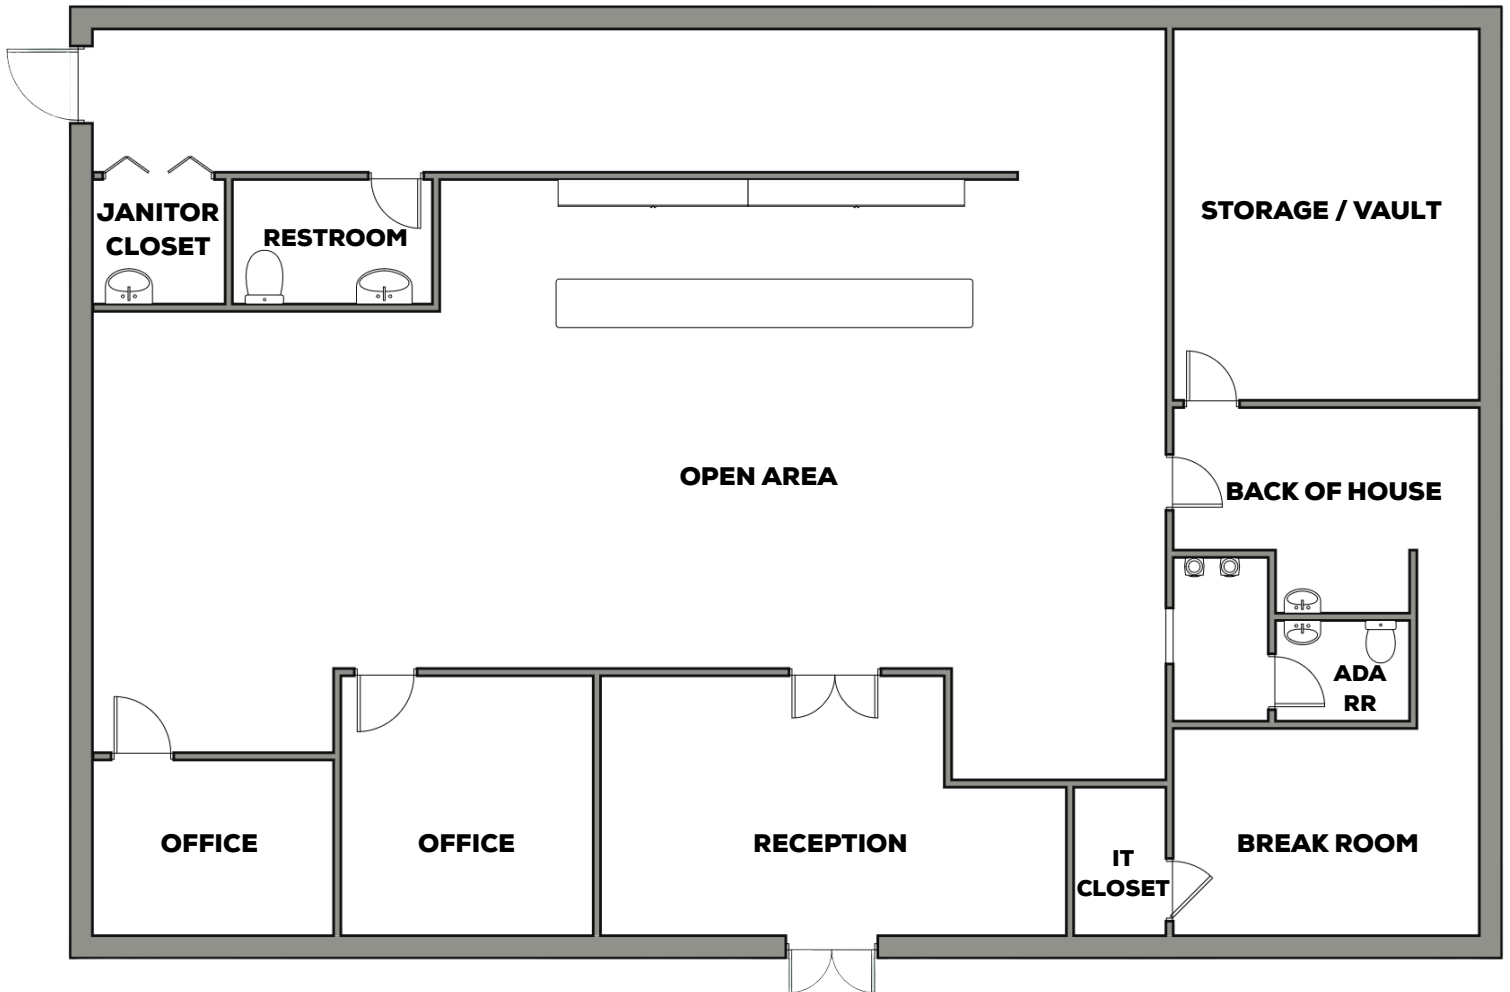 JANITOR
CLOSET
RESTROOM
STORAGE / VAULT
OPEN AREA
BACK OF HOUSE
ADA
RR
OFFICE
OFFICE
RECEPTION
IT
CLOSET
BREAK ROOM